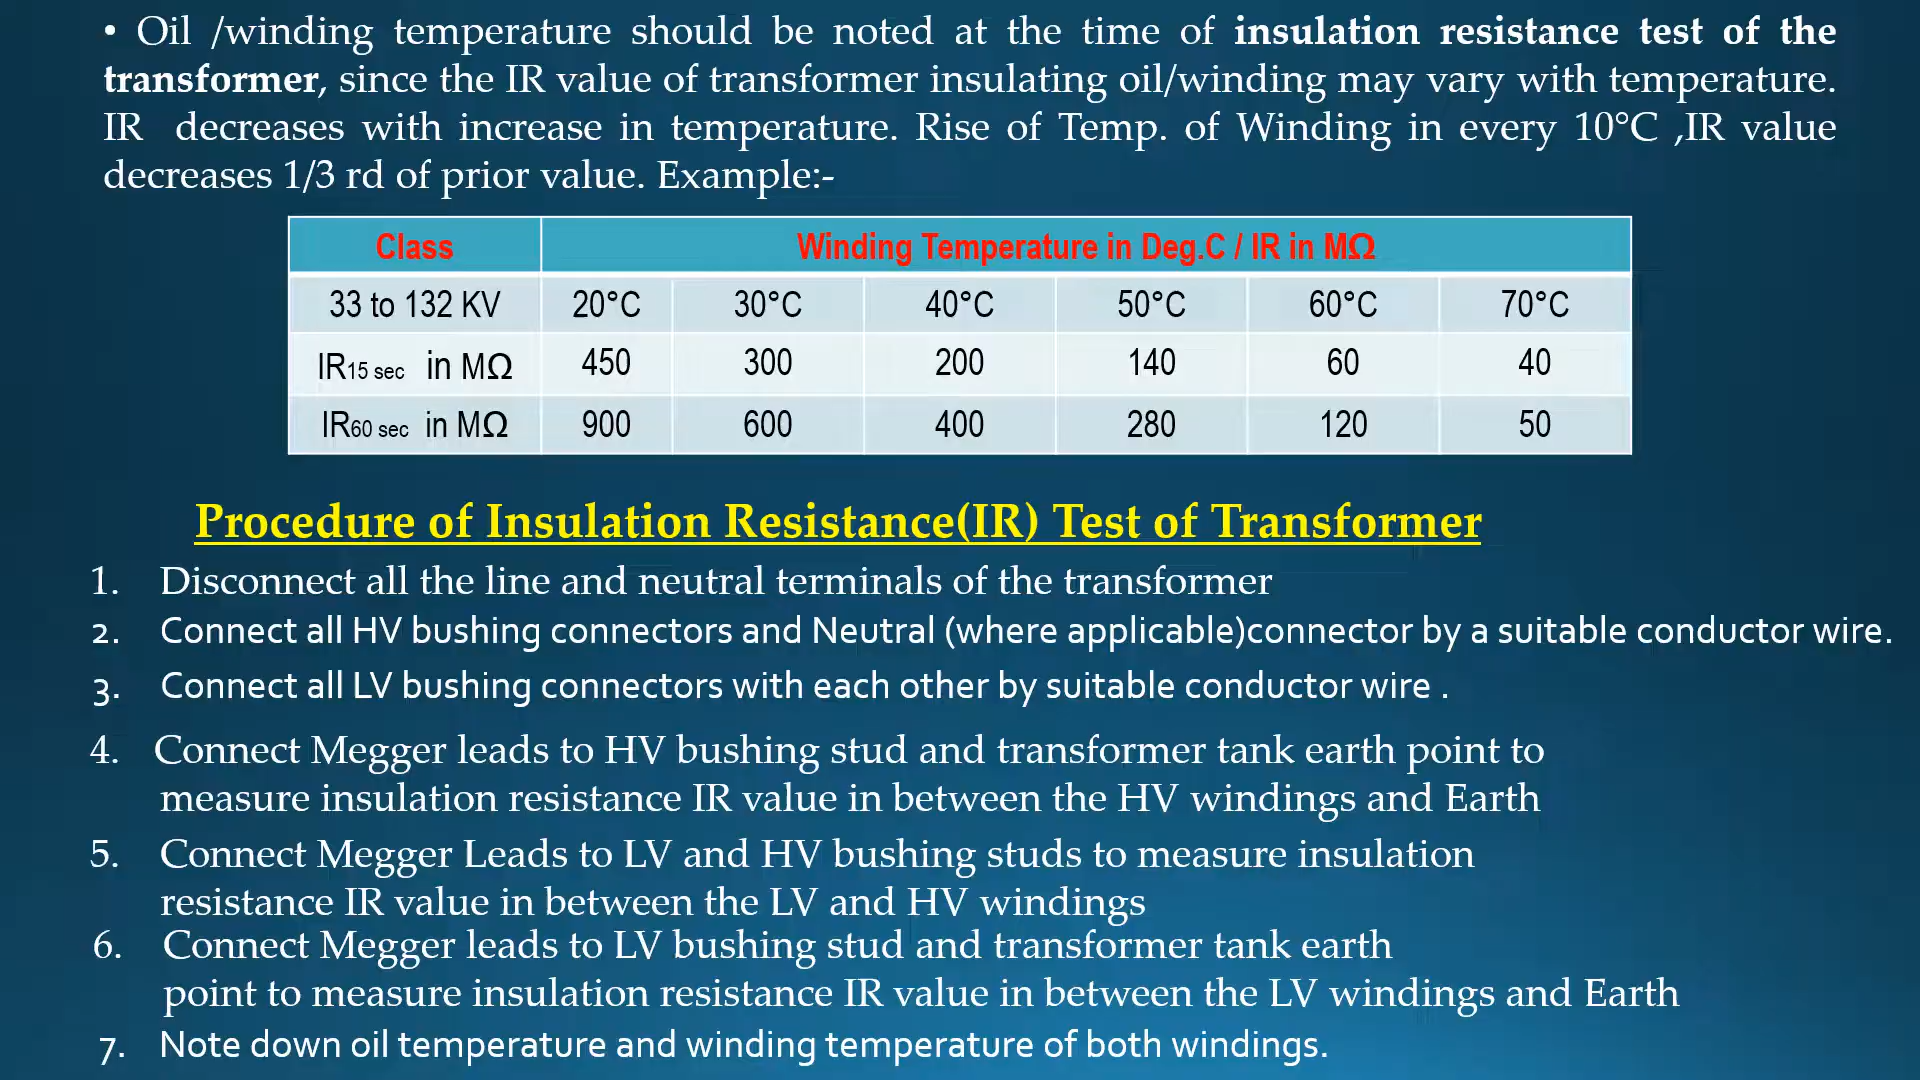 • Oil /winding temperature should be noted at the time of insulation resistance test of the
transformer, since the IR value of transformer insulating oil/winding may vary with temperature.
IR decreases with increase in temperature. Rise of Temp. of Winding in every 10°C ,IR value
decreases 1/3 rd of prior value. Example:-
Class Winding Temperature in Deg.C / IR in MΩ
33 to 132 KV 20°C 30°C 40°C 50°C 60°C 70°C
IR15 sec in MΩ 450 300 200 140 60 40
IR60 sec in MΩ 900 600 400 280 120 50
Procedure of Insulation Resistance(IR) Test of Transformer
1. Disconnect all the line and neutral terminals of the transformer
2. Connect all HV bushing connectors and Neutral (where applicable)connector by a suitable conductor wire.
3. Connect all LV bushing connectors with each other by suitable conductor wire .
4. Connect Megger leads to HV bushing stud and transformer tank earth point to
measure insulation resistance IR value in between the HV windings and Earth
5. Connect Megger Leads to LV and HV bushing studs to measure insulation
resistance IR value in between the LV and HV windings
6. Connect Megger leads to LV bushing stud and transformer tank earth
point to measure insulation resistance IR value in between the LV windings and Earth
7. Note down oil temperature and winding temperature of both windings.